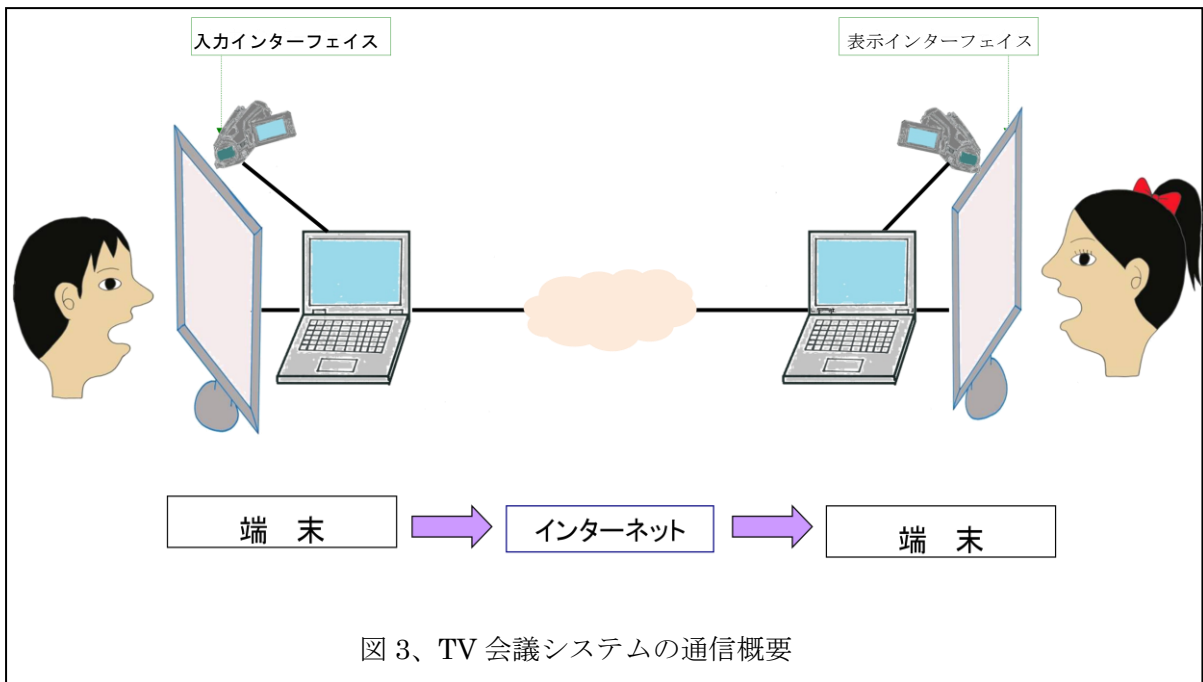 入力インターフェイス
表示インターフェイス
端　末
インターネット
端　末
図 3、TV 会議システムの通信概要